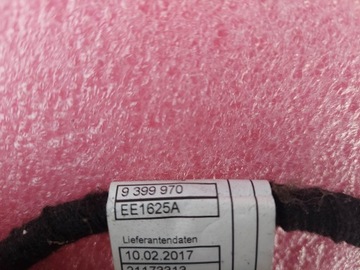 9 399 970
EE1625A
Lieferantendaten
10.02.2017